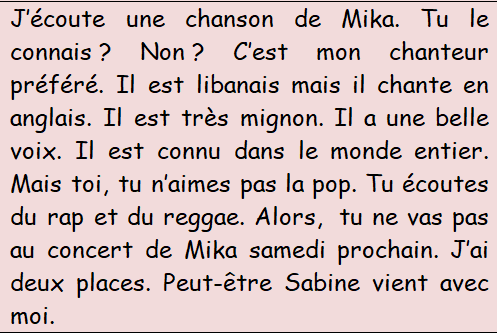 J'écoute une chanson de Mika. Tu le
connais ? Non ? C'est mon chanteur
préféré. Il est libanais mais il chante en
anglais. Il est très mignon. Il a une belle
voix. Il est connu dans le monde entier.
Mais toi, tu n'aimes pas la pop. Tu écoutes
du rap et du reggae. Alors, tu ne vas pas
au concert de Mika samedi prochain. J'ai
deux places. Peut-être Sabine vient avec
moi.